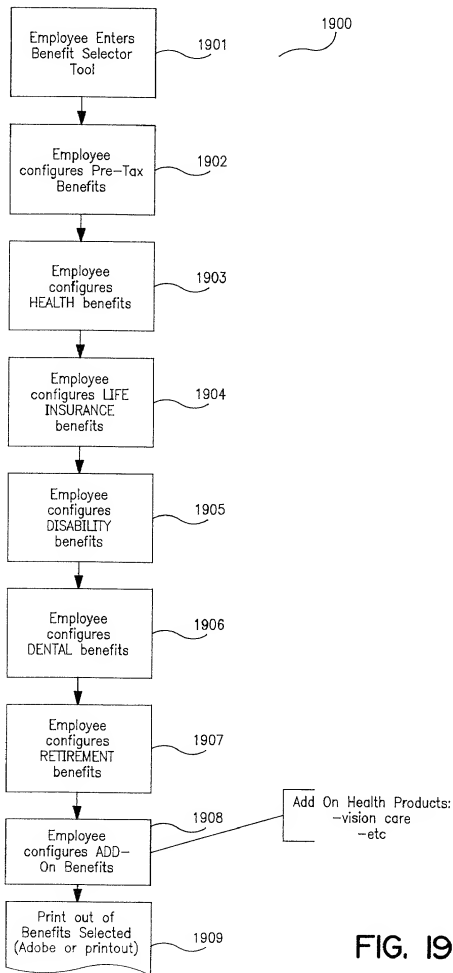 Employee Enters
Benefit Selector
Tool
1901
1900
Employee
configures Pre-Tax
Benefits
1902
Employee
configures
HEALTH benefits
1903
Employee
configures LIFE
INSURANCE
benefits
1904
Employee
configures
DISABILITY
benefits
1905
Employee
configures
DENTAL benefits
1906
Employee
configures
RETIREMENT
benefits
1907
Employee
configures ADD-
On Benefits
1908
Add On Health Products:
-vision care
-etc
Print out of
Benefits Selected
(Adobe or printout)
1909
FIG. 19